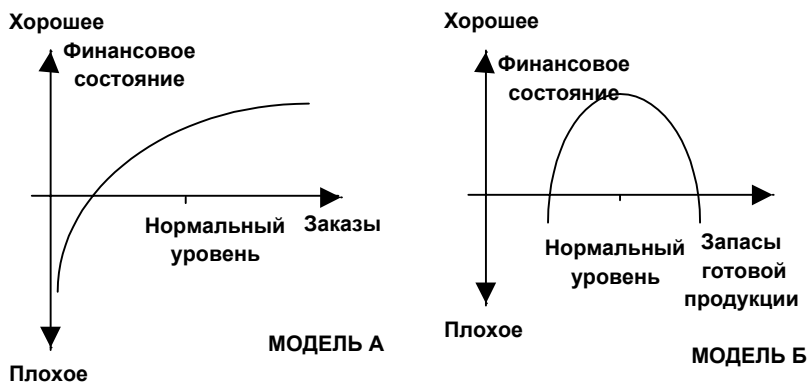 Хорошее
Финансовое
состояние
Нормальный
уровень
Заказы
МОДЕЛЬ А
Плохое
Хорошее
Финансовое
состояние
Нормальный
уровень
Запасы
готовой
продукции
Плохое
МОДЕЛЬ Б